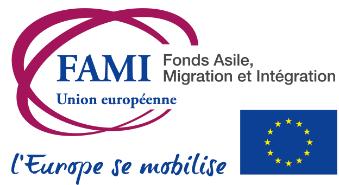 FAMI
Fonds Asile,
Migration et Intégration
Union européenne
l'Europe se mobilise